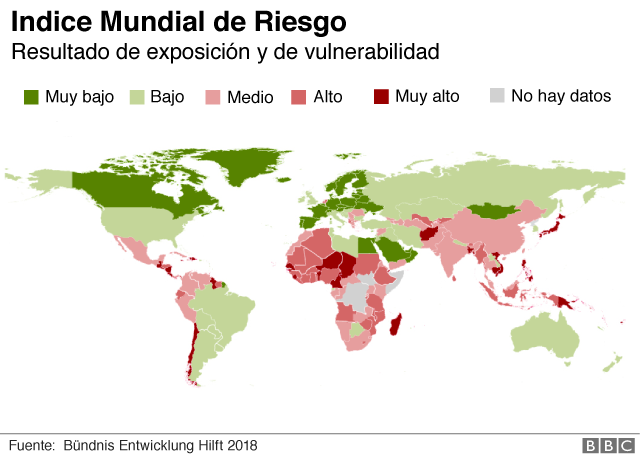 Indice Mundial de Riesgo
Resultado de exposición y de vulnerabilidad
Muy bajo Bajo Medio Alto Muy alto No hay datos
Fuente: Bündnis Entwicklung Hilft 2018
BBC